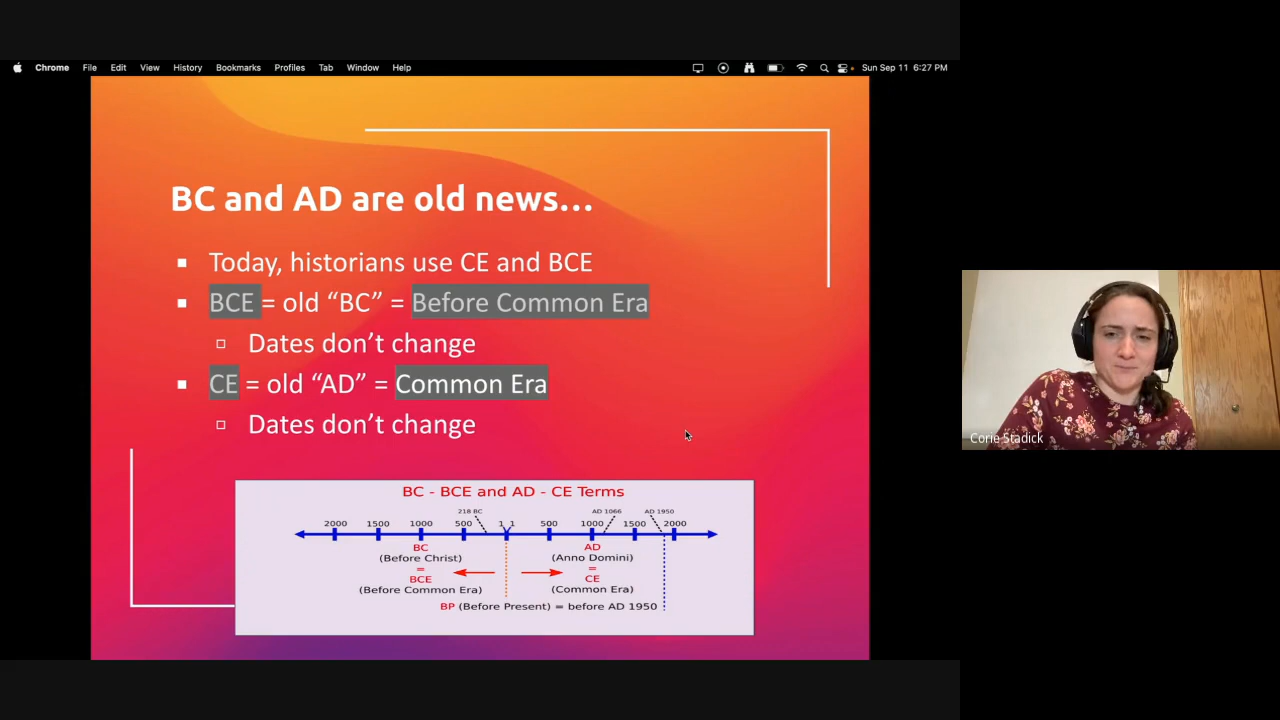 Chrome File Edit View History Bookmarks Profiles Tab Window Help Sun Sep 11 6:27 PM
BC and AD are old news…
Today, historians use CE and BCE
BCE = old “BC” = Before Common Era
Dates don’t change
CE = old “AD” = Common Era
Dates don’t change
BC - BCE and AD - CE Terms
218 BC AD 1066 AD 1950
2000 1500 1000 500 1 1 500 1000 1500 2000
BC AD
(Before Christ) (Anno Domini)
= =
BCE CE
(Before Common Era) (Common Era)
BP (Before Present) = before AD 1950
Corie Stadick